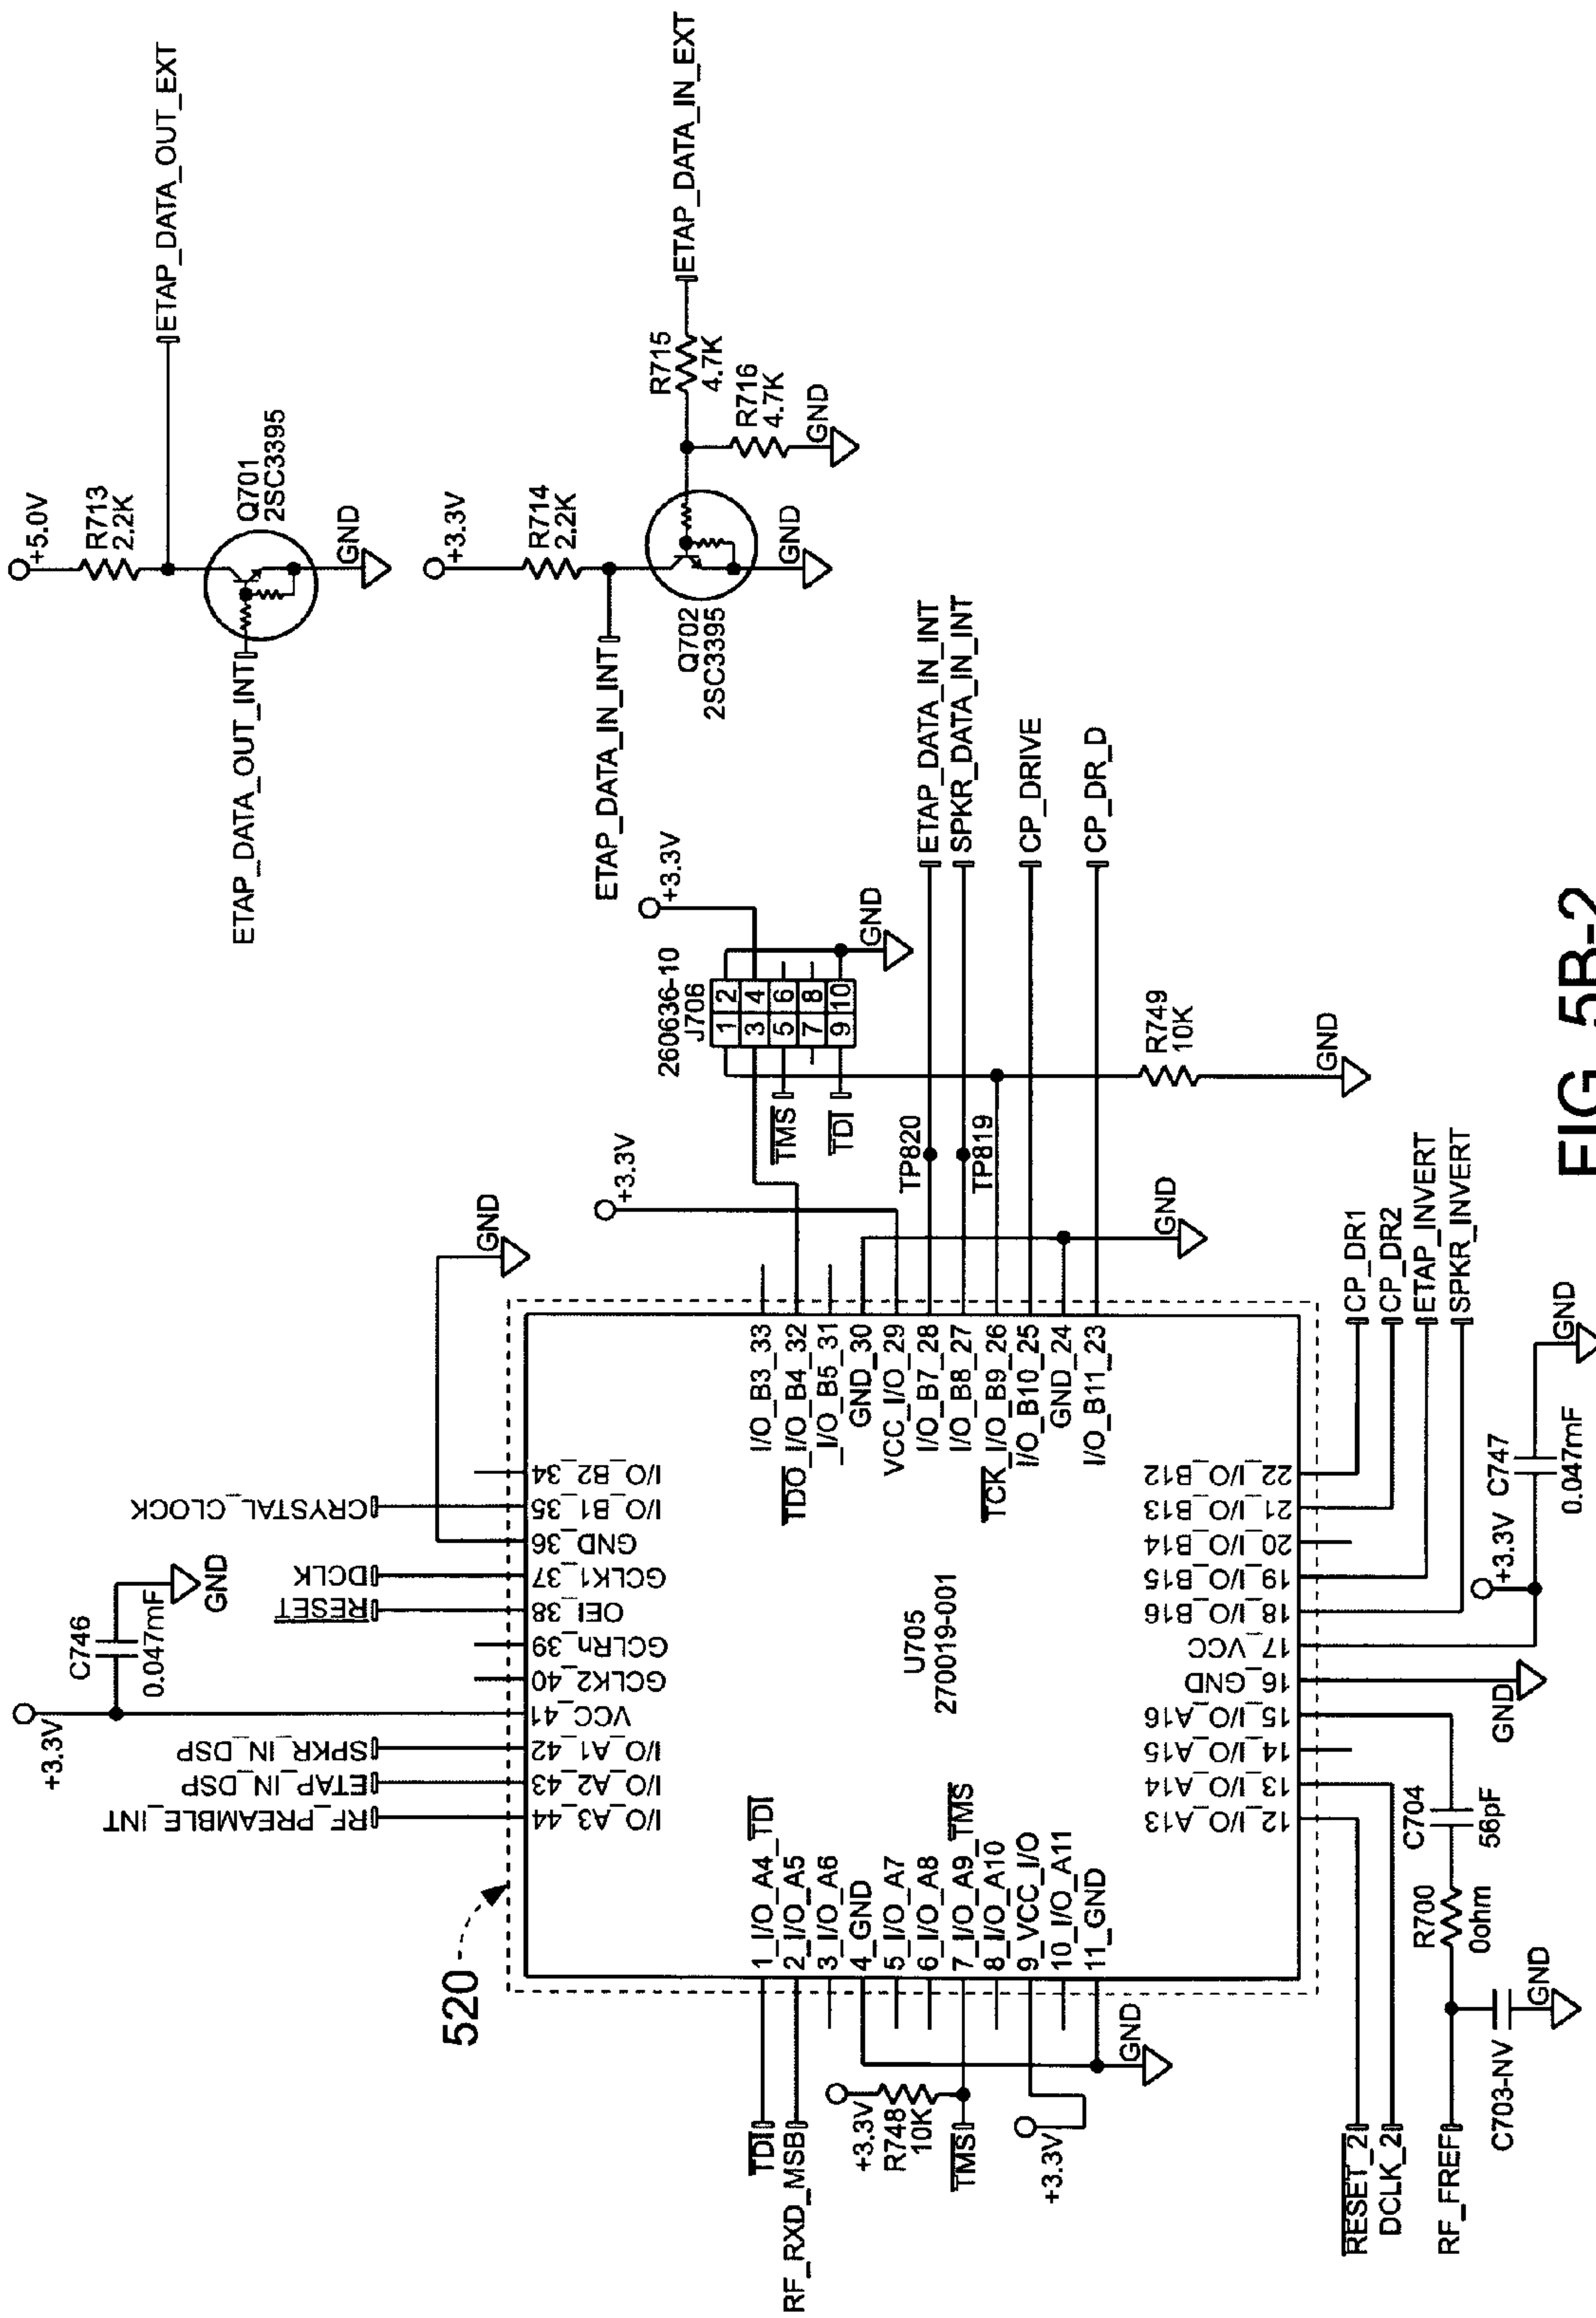 +5.0V
R713
2.2K
ETAP_DATA_OUT_EXT
Q701
2SC3395
ETAP_DATA_OUT_INT
GND
+3.3V
R714
2.2K
ETAP_DATA_IN_INT
Q702
2SC3395
GND
R715
4.7K
ETAP_DATA_IN_EXT
R716
4.7K
GND
+3.3V
C746
0.047mF
GND
RF_PREAMBLE_INT
ETAP_IN_DSP
SPKR_IN_DSP
RESET
DCLK
CRYSTAL_CLOCK
GND
520
I/O_A3_44
I/O_A2_43
I/O_A1_42
VCC_41
GCLK2_40
GCLRn_39
OEI_38
GCLK1_37
GND_36
I/O_B1_35
I/O_B2_34
TDI
RF_RXD_MSB
+3.3V
R748
10K
TMS
+3.3V
GND
1_I/O_A4_TDI
2_I/O_A5
3_I/O_A6
4_GND
5_I/O_A7
6_I/O_A8
7_I/O_A9_TMS
8_I/O_A10
9_VCC_I/O
10_I/O_A11
11_GND
U705
270019-001
I/O_B3_33
TDO_I/O_B4_32
_I/O_B5_31
GND_30
VCC_I/O_29
I/O_B7_28
I/O_B8_27
TCK_I/O_B9_26
I/O_B10_25
GND_24
I/O_B11_23
+3.3V
TMS
TDI
260636-10
J706
1 2
3 4
5 6
7 8
9 10
+3.3V
GND
TP820
TP819
ETAP_DATA_IN_INT
SPKR_DATA_IN_INT
CP_DRIVE
CP_DR_D
GND
R749
10K
GND
12_I/O_A13
13_I/O_A14
14_I/O_A15
15_I/O_A16
16_GND
17_VCC
18_I/O_B16
19_I/O_B15
20_I/O_B14
21_I/O_B13
22_I/O_B12
CP_DR1
CP_DR2
ETAP_INVERT
SPKR_INVERT
RESET_2
DCLK_2
RF_FREF
R700
0ohm
C704
56pF
C703-NV
GND
GND
+3.3V
C747
0.047mF
GND
FIG. 5B-2